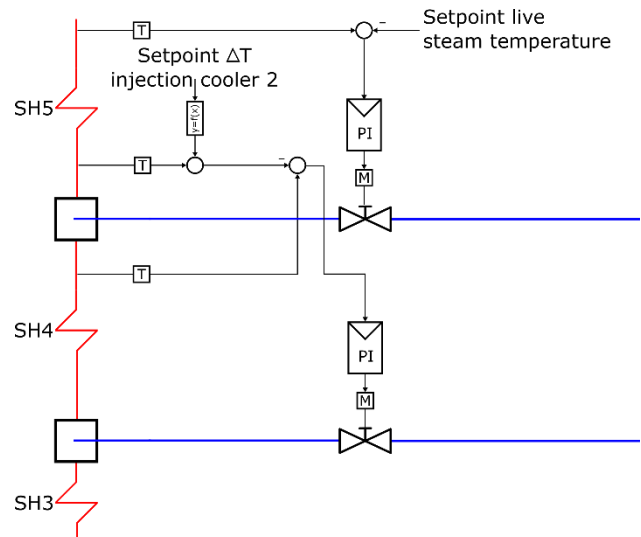 T
Setpoint live
steam temperature
–
Setpoint ΔT
injection cooler 2
SH5
y=f(x)
PI
T
–
M
T
SH4
PI
M
SH3